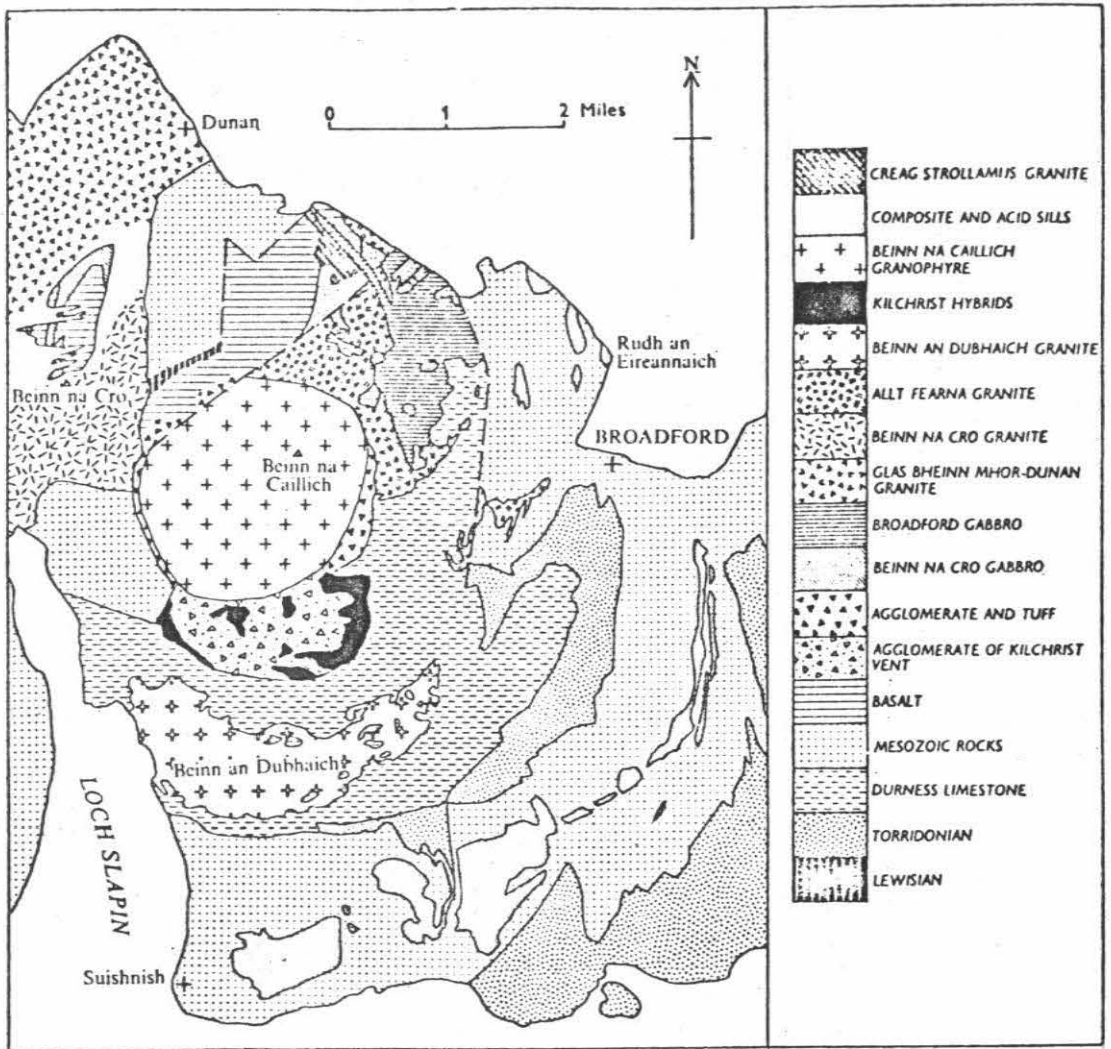 N
Dunan
0 1 2 Miles
Beinn na Cro
Rudh an
Eireannaich
BROADFORD
Beinn na
Caillich
Beinn an Dubhaich
LOCH SLAPIN
Suishnish
CREAG STROLLAMUS GRANITE
COMPOSITE AND ACID SILLS
BEINN NA CAILLICH
GRANOPHYRE
KILCHRIST HYBRIDS
BEINN AN DUBHAICH GRANITE
ALLT FEARNA GRANITE
BEINN NA CRO GRANITE
GLAS BHEINN MHOR-DUNAN
GRANITE
BROADFORD GABBRO
BEINN NA CRO GABBRO
AGGLOMERATE AND TUFF
AGGLOMERATE OF KILCHRIST
VENT
BASALT
MESOZOIC ROCKS
DURNESS LIMESTONE
TORRIDONIAN
LEWISIAN